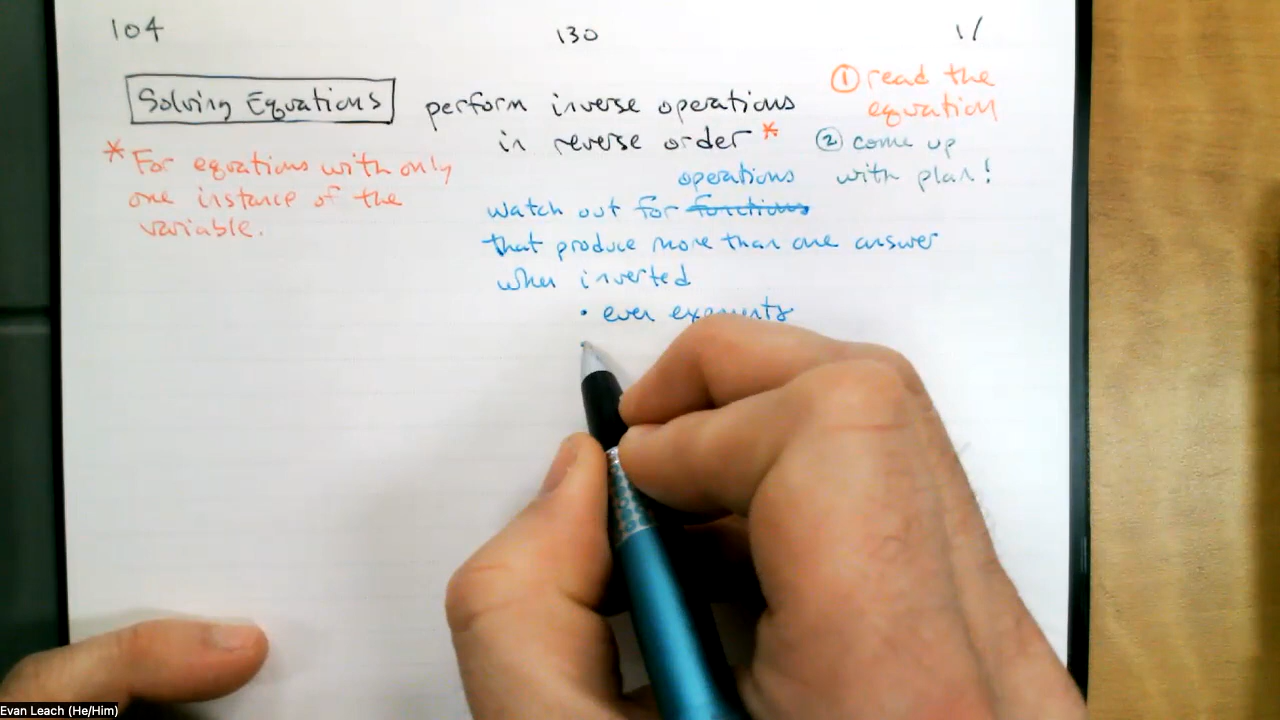 104 130 1/
Solving Equations perform inverse operations
in reverse order *
① read the
equation
② come up
with plan!
* For equations with only
one instance of the
variable.
operations
watch out for functions
that produce more than one answer
when inverted
• even exponents
•
Evan Leach (He/Him)